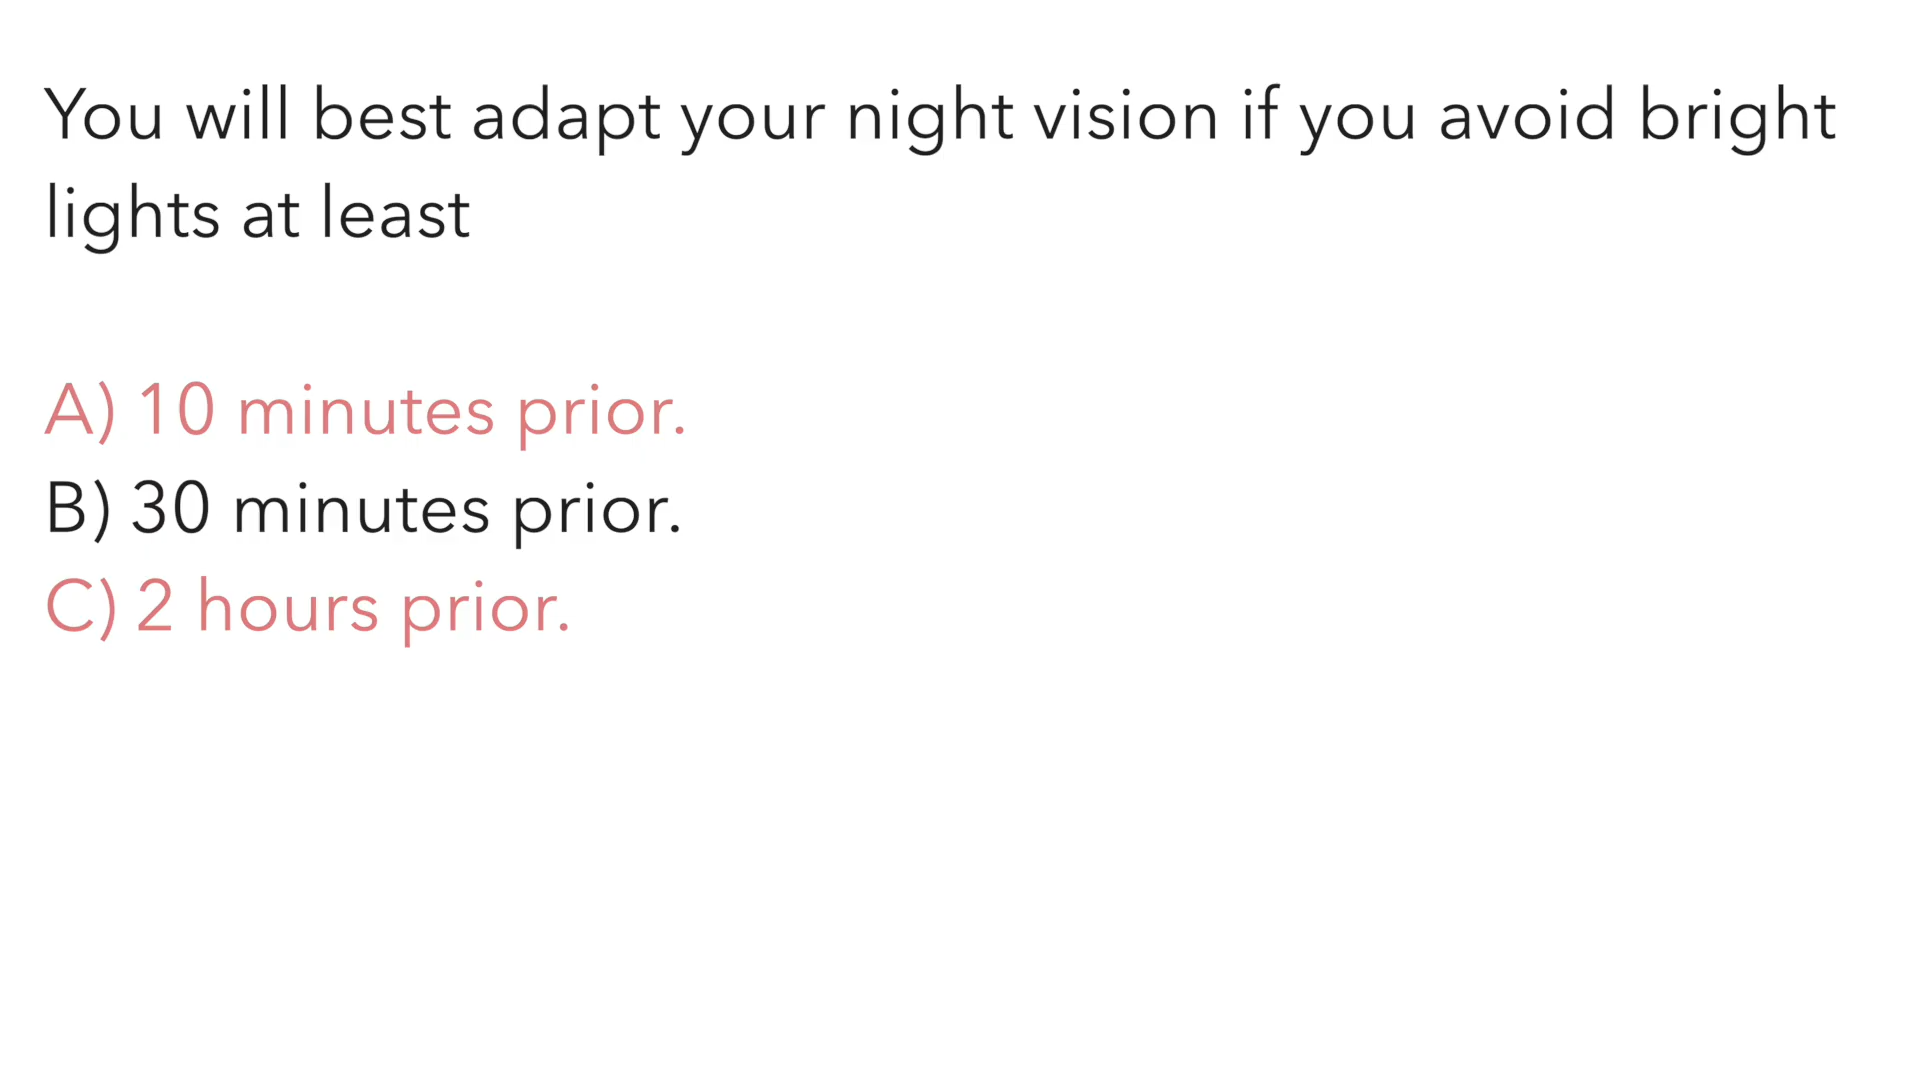 You will best adapt your night vision if you avoid bright
lights at least
A) 10 minutes prior.
B) 30 minutes prior.
C) 2 hours prior.